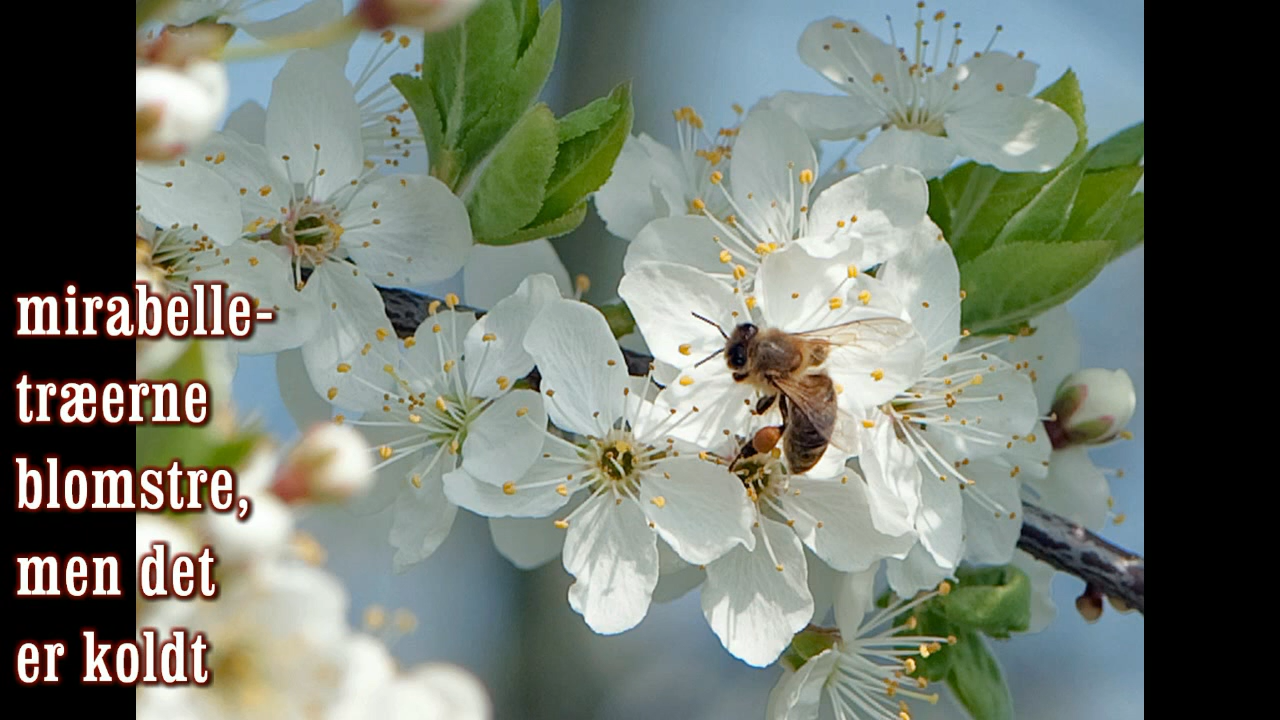 mirabelle-
træerne
blomstre,
men det
er koldt